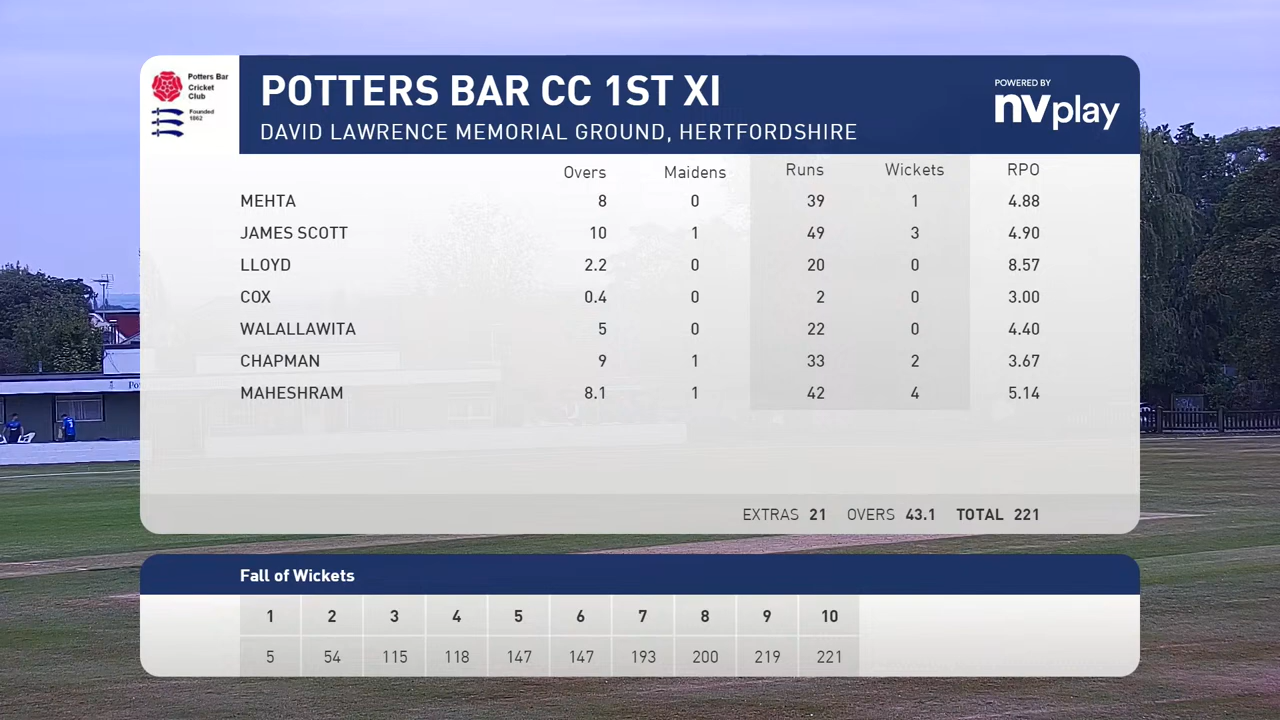 Potters Bar
Cricket
Club
Founded
1862
POTTERS BAR CC 1ST XI
DAVID LAWRENCE MEMORIAL GROUND, HERTFORDSHIRE
POWERED BY
nvplay
Overs Maidens Runs Wickets RPO
MEHTA 8 0 39 1 4.88
JAMES SCOTT 10 1 49 3 4.90
LLOYD 2.2 0 20 0 8.57
COX 0.4 0 2 0 3.00
WALALLAWITA 5 0 22 0 4.40
CHAPMAN 9 1 33 2 3.67
MAHESHRAM 8.1 1 42 4 5.14
EXTRAS 21 OVERS 43.1 TOTAL 221
Fall of Wickets
1 2 3 4 5 6 7 8 9 10
5 54 115 118 147 147 193 200 219 221